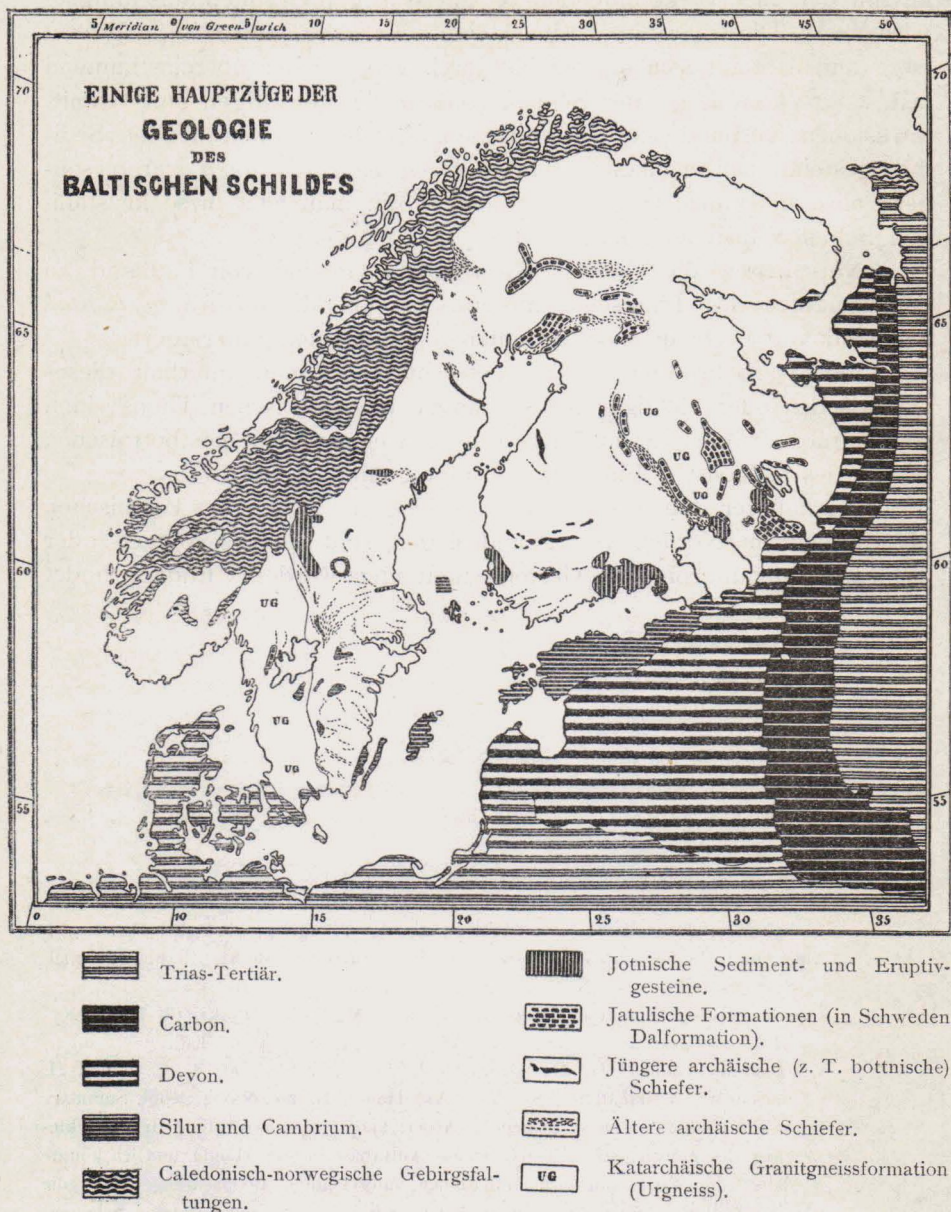 5 Meridian 0 von Green. 5 wich 10 15 20 25 30 35 40 45 50
EINIGE HAUPTZÜGE DER
GEOLOGIE
DES
BALTISCHEN SCHILDES
70 70
65 65
60 60
55 55
UG
UG
UG
UG
UG
UG
0 10 15 20 25 30 35
Trias-Tertiär.
Carbon.
Devon.
Silur und Cambrium.
Caledonisch-norwegische Gebirgsfal-
tungen.
Jotnische Sediment- und Eruptiv-
gesteine.
Jatulische Formationen (in Schweden
Dalformation).
Jüngere archäische (z. T. bottnische)
Schiefer.
Ältere archäische Schiefer.
UG Katarchäische Granitgneissformation
(Urgneiss).